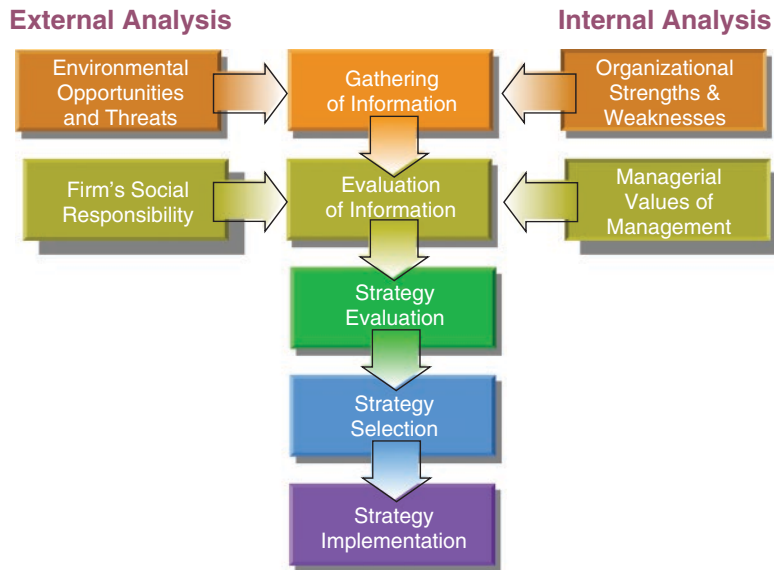 External Analysis
Internal Analysis
Environmental
Opportunities
and Threats
Gathering
of Information
Organizational
Strengths &
Weaknesses
Firm's Social
Responsibility
Evaluation
of Information
Managerial
Values of
Management
Strategy
Evaluation
Strategy
Selection
Strategy
Implementation